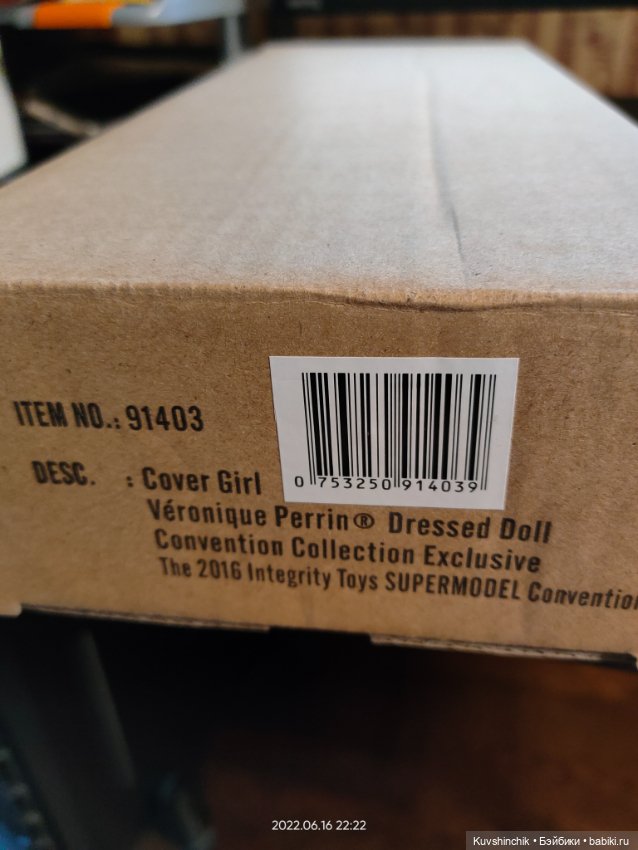 ITEM NO.: 91403
0 753250 914039
DESC. : Cover Girl
Véronique Perrin® Dressed Doll
Convention Collection Exclusive
The 2016 Integrity Toys SUPERMODEL Convention
2022.06.16 22:22
Kuvshinchik • Бэйбики • babiki.ru